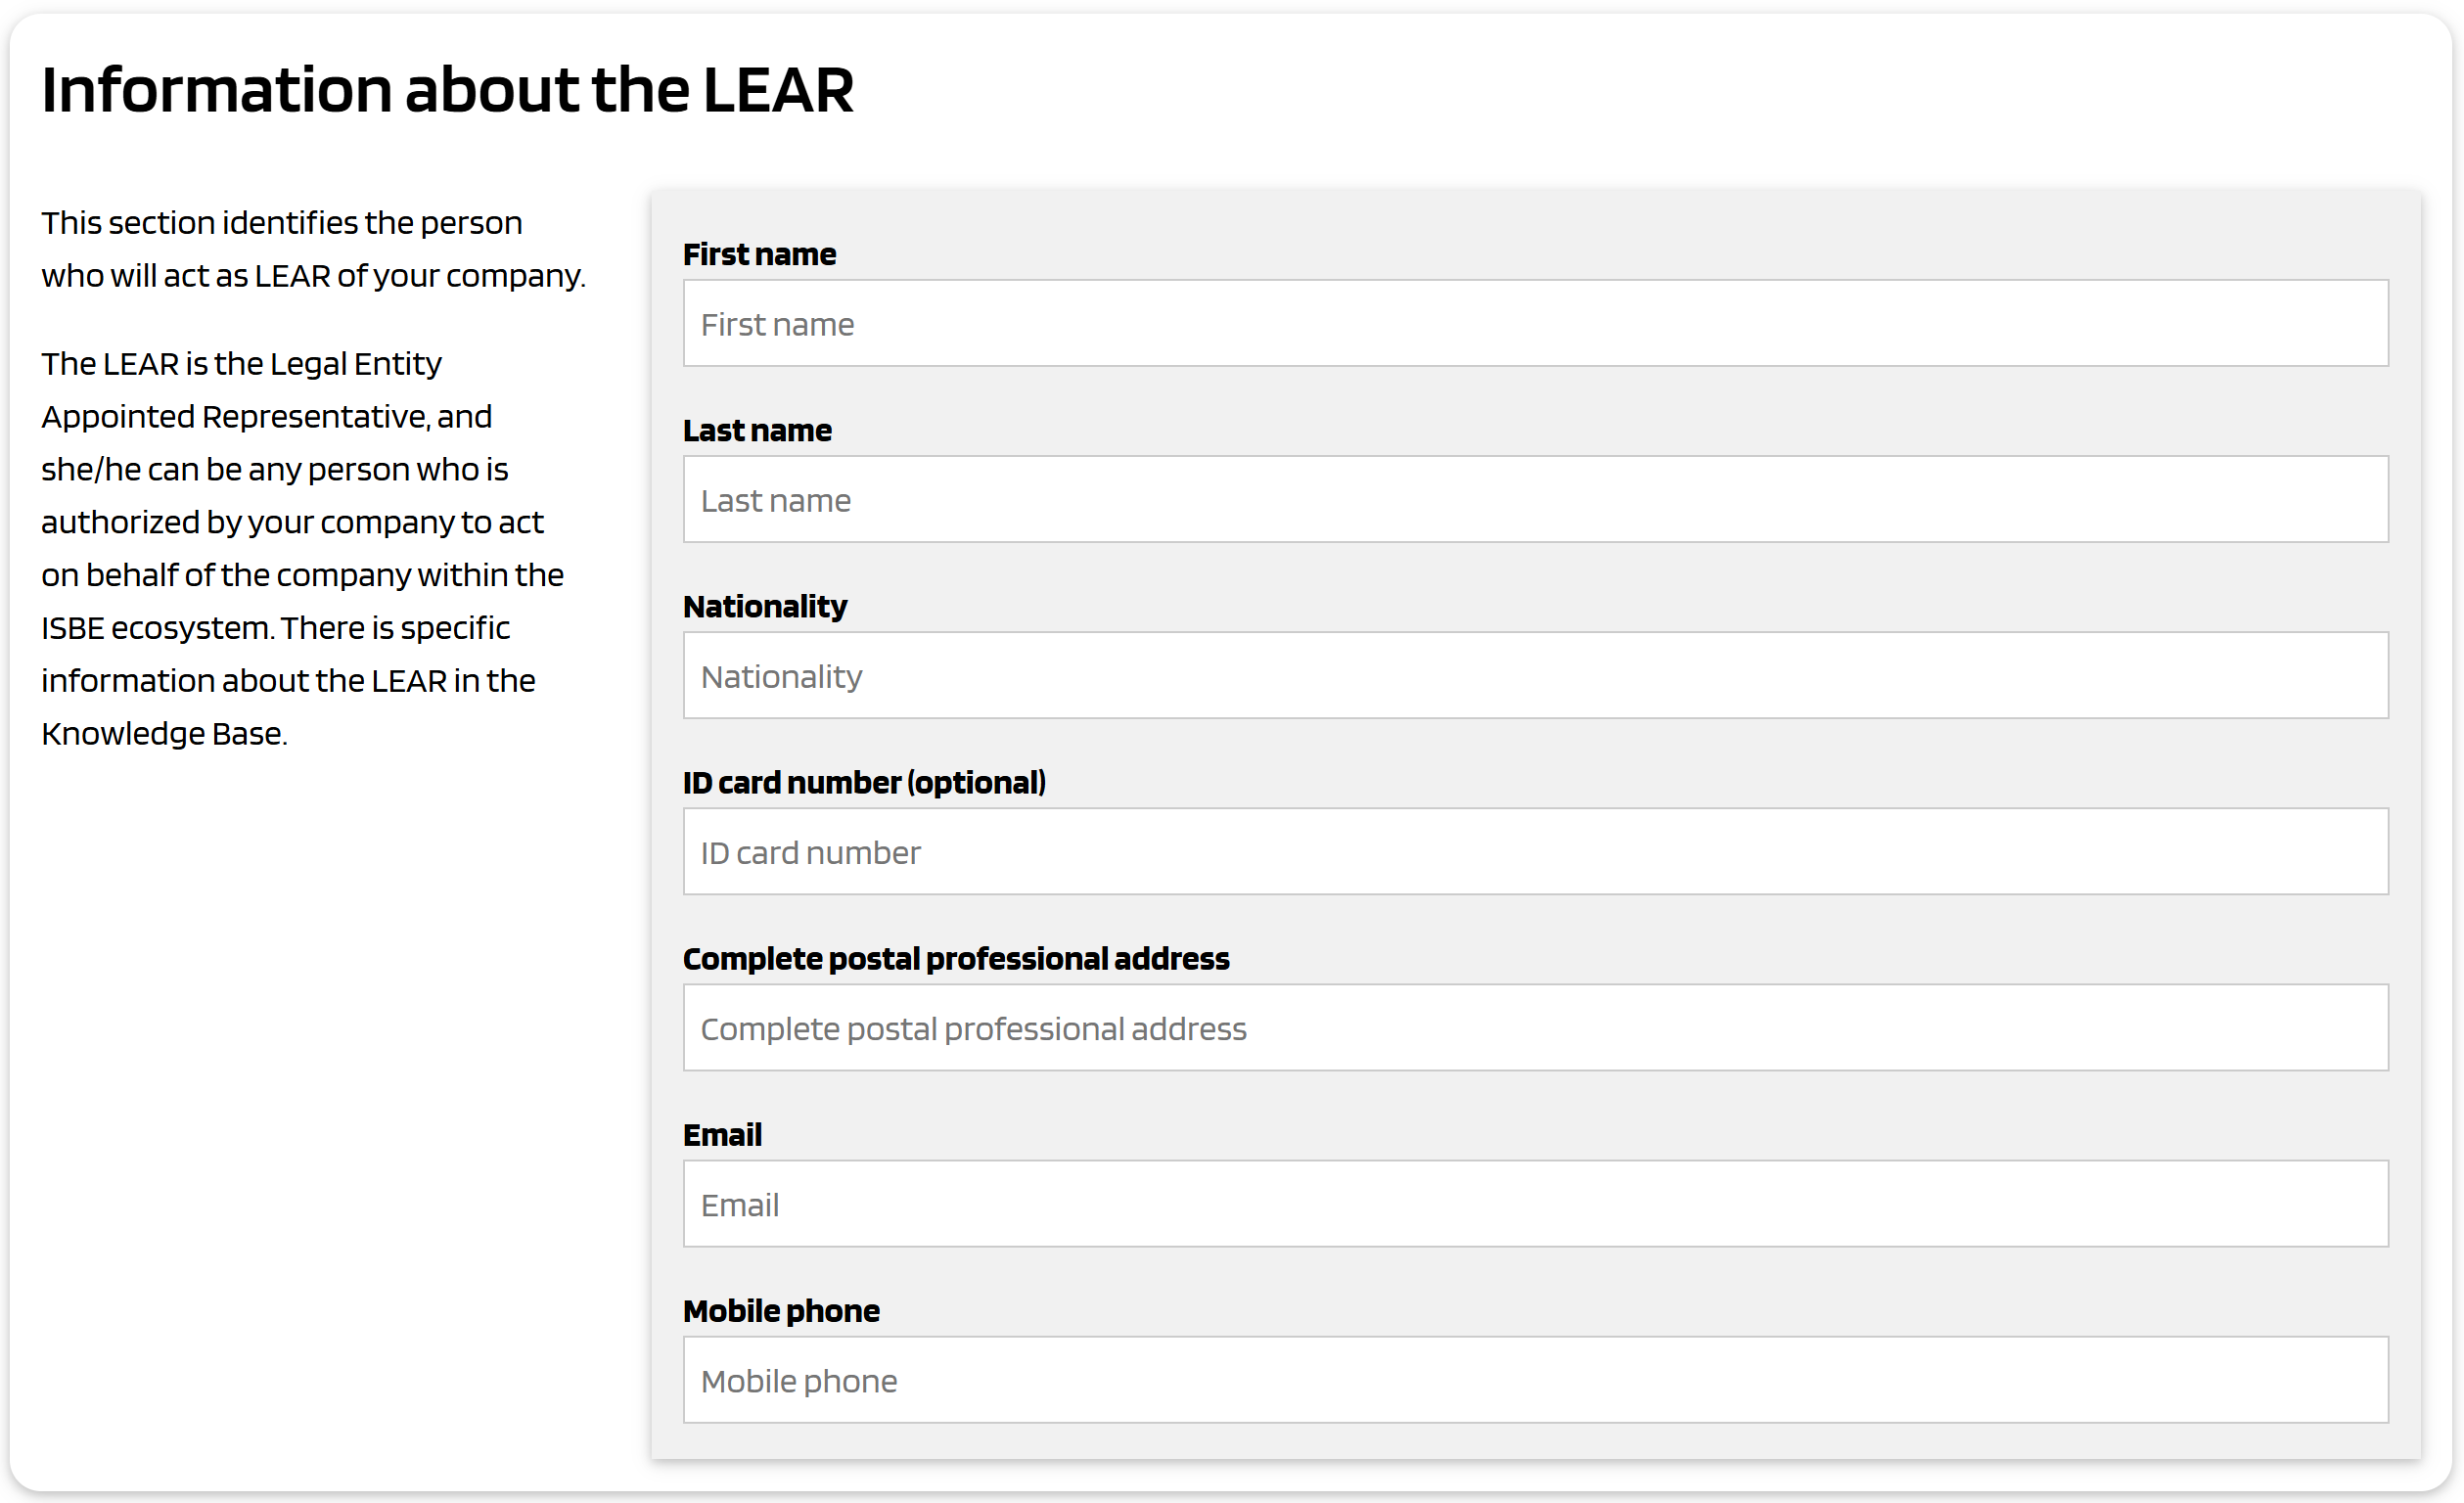 Information about the LEAR
This section identifies the person
who will act as LEAR of your company.
The LEAR is the Legal Entity
Appointed Representative, and
she/he can be any person who is
authorized by your company to act
on behalf of the company within the
ISBE ecosystem. There is specific
information about the LEAR in the
Knowledge Base.
First name
First name
Last name
Last name
Nationality
Nationality
ID card number (optional)
ID card number
Complete postal professional address
Complete postal professional address
Email
Email
Mobile phone
Mobile phone